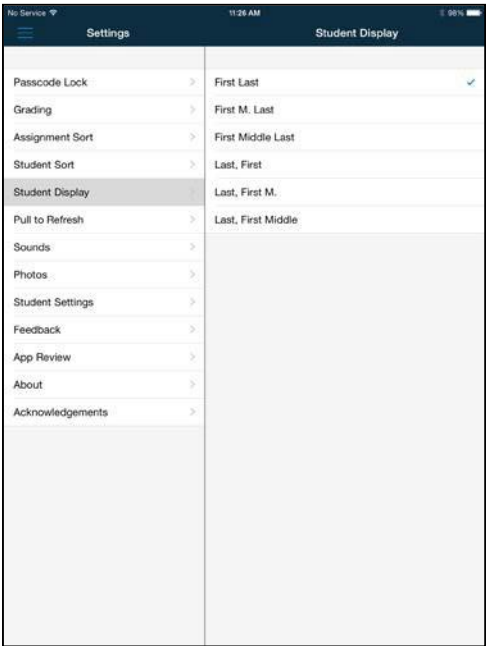 No Service 11:26 AM 98%
Settings
Student Display
Passcode Lock
Grading
Assignment Sort
Student Sort
Student Display
Pull to Refresh
Sounds
Photos
Student Settings
Feedback
App Review
About
Acknowledgements
First Last
First M. Last
First Middle Last
Last, First
Last, First M.
Last, First Middle